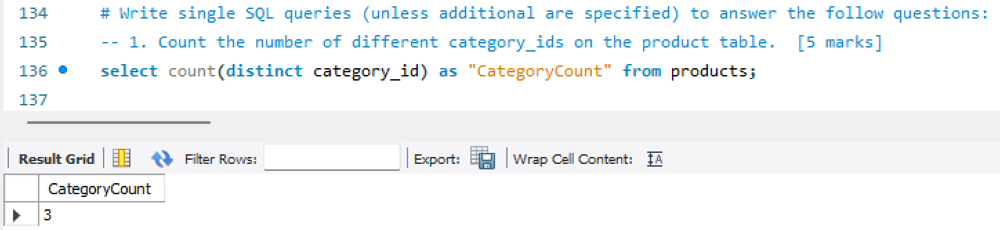 134 # Write single SQL queries (unless additional are specified) to answer the follow questions:
135 -- 1. Count the number of different category_ids on the product table.  [5 marks]
136 select count(distinct category_id) as "CategoryCount" from products;
137
Result Grid Filter Rows: Export: Wrap Cell Content: IA
CategoryCount
3